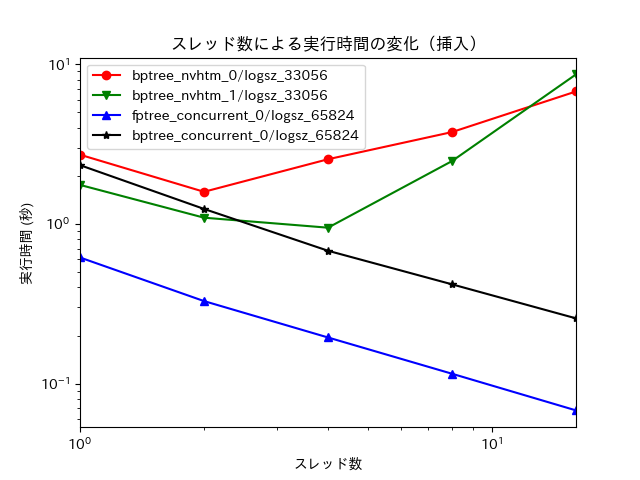 スレッド数による実行時間の変化（挿入）
bptree_nvhtm_0/logsz_33056
bptree_nvhtm_1/logsz_33056
fptree_concurrent_0/logsz_65824
bptree_concurrent_0/logsz_65824
10¹
10⁰
10⁻¹
実行時間 (秒)
10⁰
10¹
スレッド数